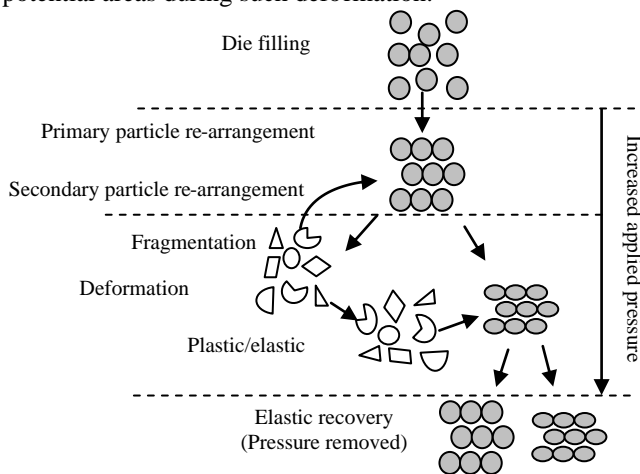 potential areas during such deformation.
Die filling
Primary particle re-arrangement
Secondary particle re-arrangement
Fragmentation
Deformation
Plastic/elastic
Elastic recovery
(Pressure removed)
Increased applied pressure